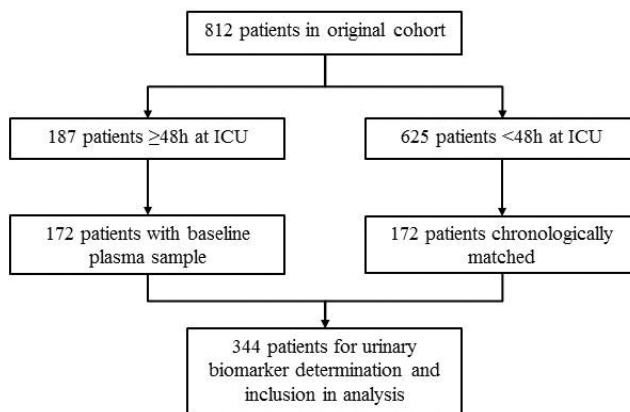 812 patients in original cohort
187 patients ≥48h at ICU
625 patients <48h at ICU
172 patients with baseline
plasma sample
172 patients chronologically
matched
344 patients for urinary
biomarker determination and
inclusion in analysis